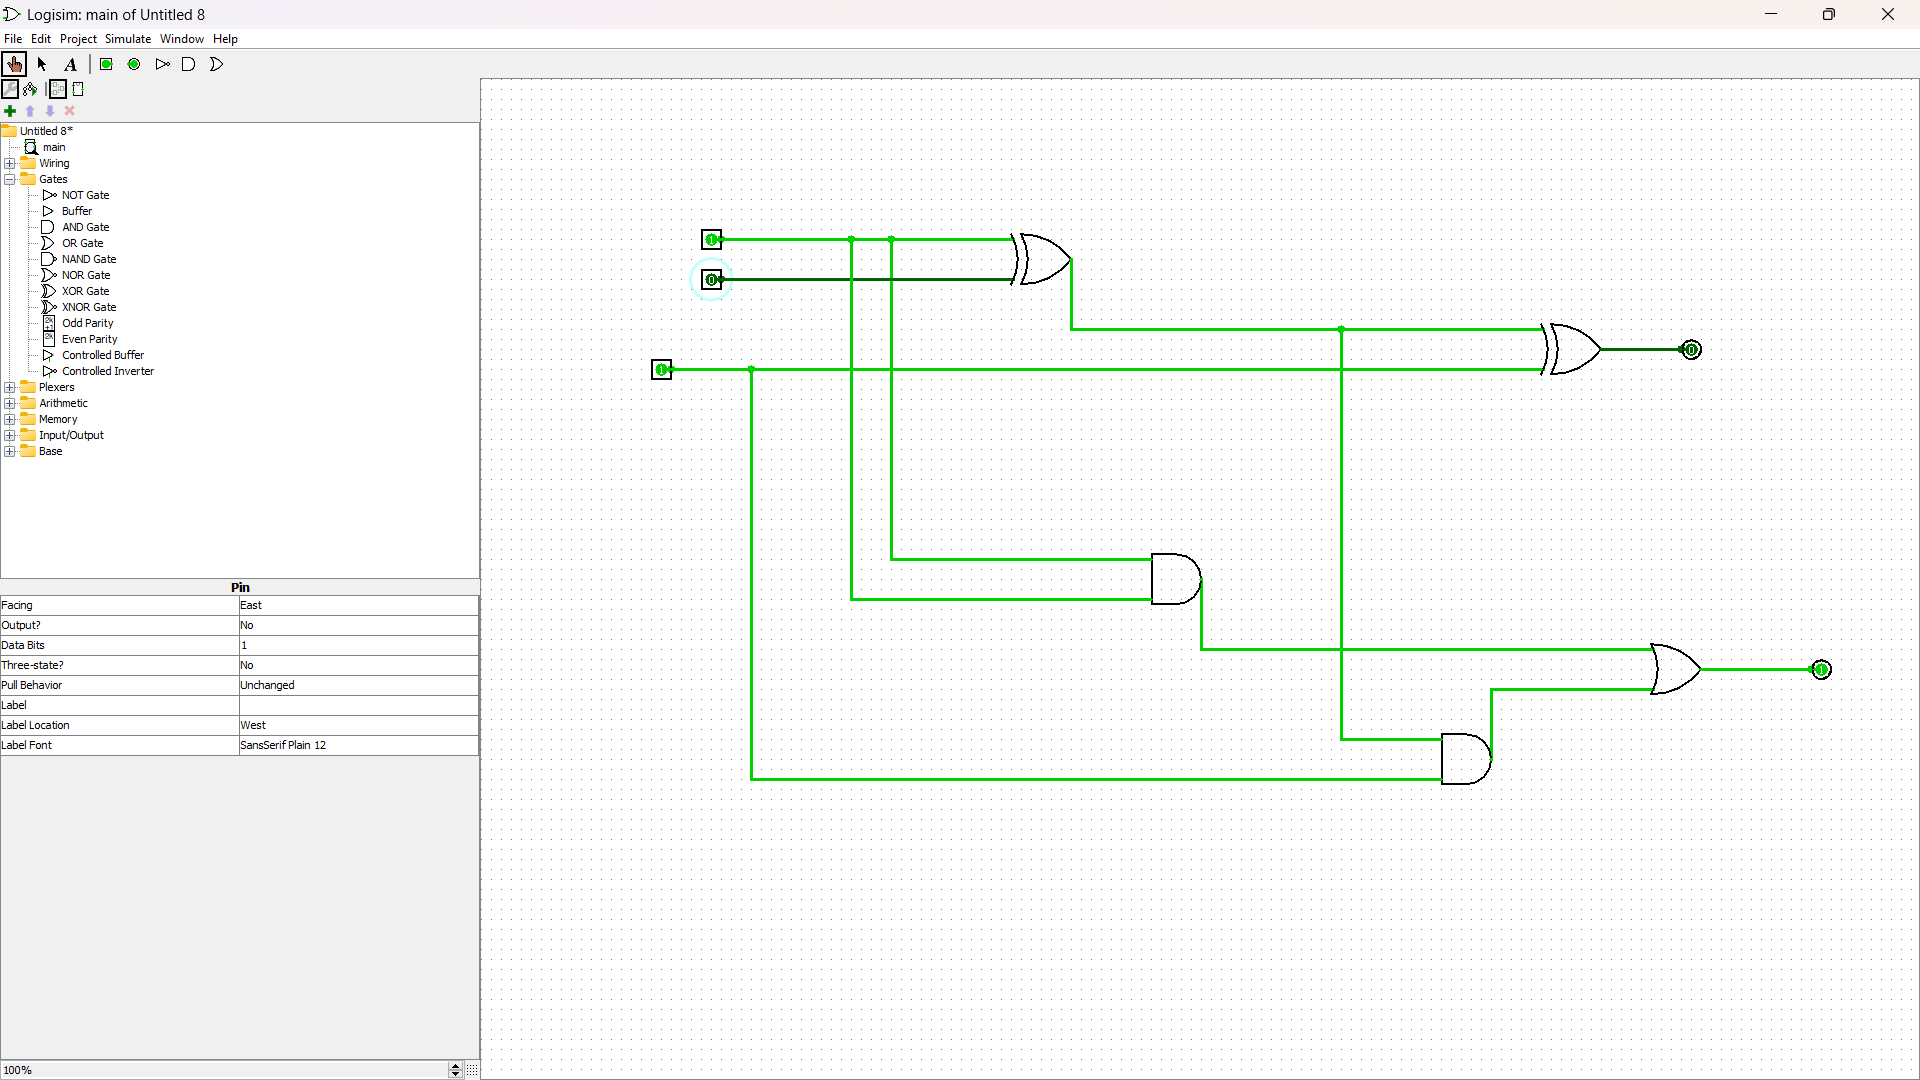 Logisim: main of Untitled 8
File Edit Project Simulate Window Help
A
Untitled 8*
main
Wiring
Gates
NOT Gate
Buffer
AND Gate
OR Gate
NAND Gate
NOR Gate
XOR Gate
XNOR Gate
2k+1 Odd Parity
2k Even Parity
Controlled Buffer
Controlled Inverter
Plexers
Arithmetic
Memory
Input/Output
Base
Pin
Facing East
Output? No
Data Bits 1
Three-state? No
Pull Behavior Unchanged
Label
Label Location West
Label Font SansSerif Plain 12
100%
1
0
0
1
1